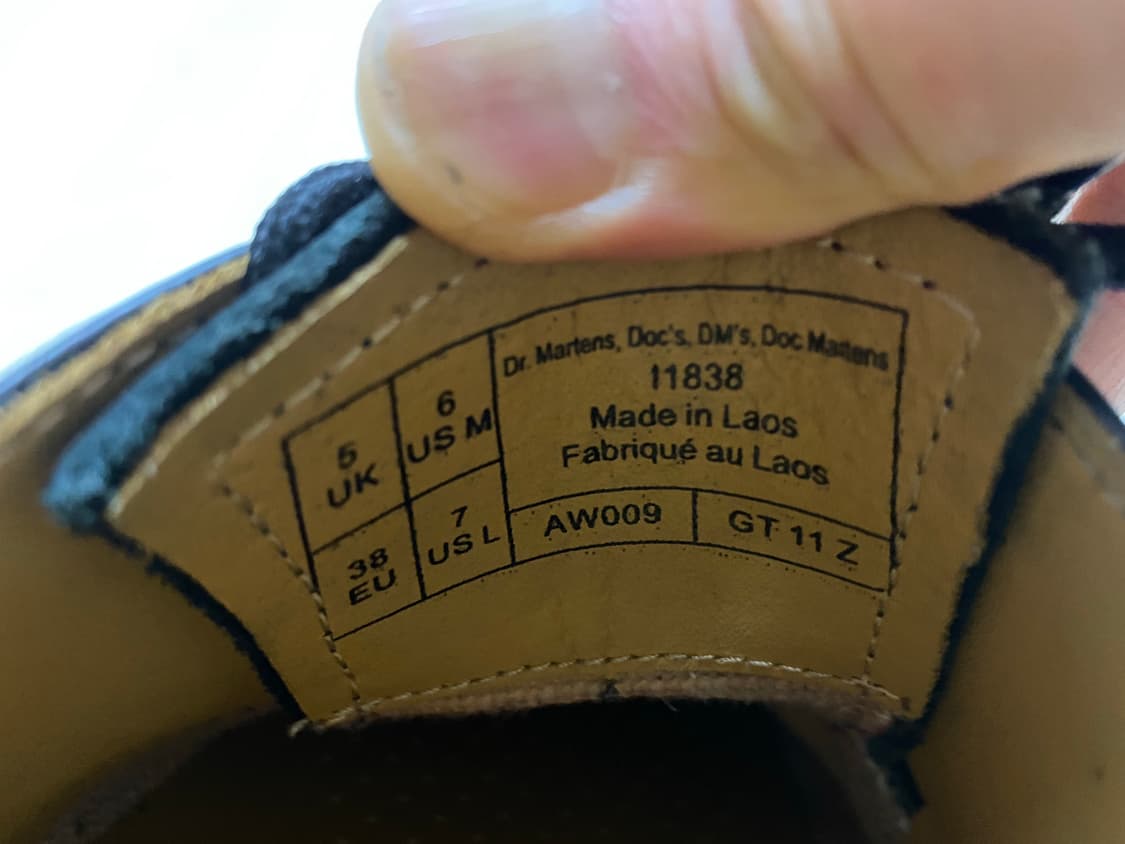 5
UK
6
US M
38
EU
7
US L
Dr. Martens, Doc's, DM's, Doc Martens
11838
Made in Laos
Fabriqué au Laos
AW009
GT 11 Z